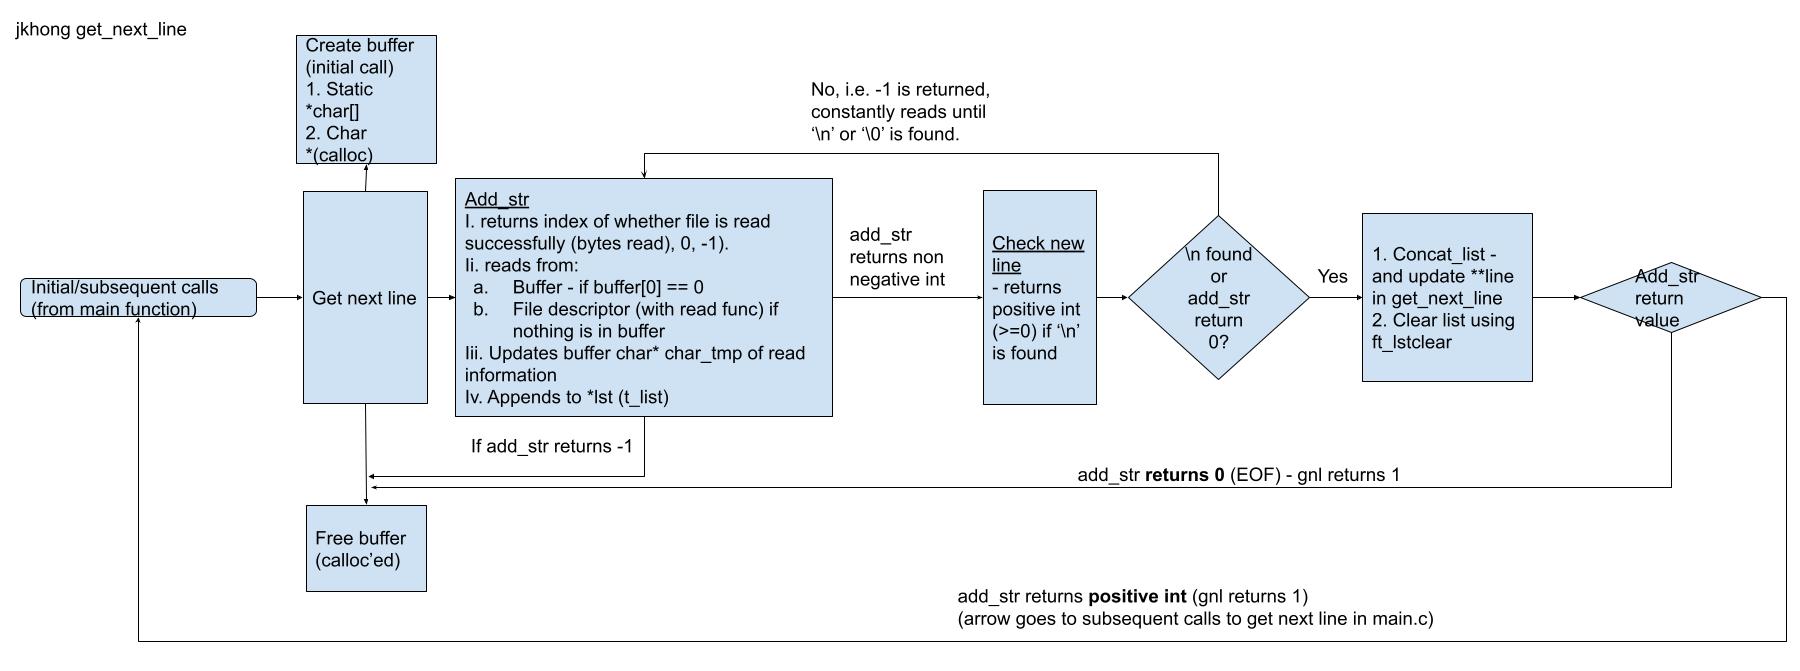 jkhong get_next_line
Create buffer
(initial call)
1. Static
*char[]
2. Char
*(calloc)
No, i.e. -1 is returned,
constantly reads until
‘\n’ or ‘\0’ is found.
Initial/subsequent calls
(from main function)
Get next line
Add_str
I. returns index of whether file is read
successfully (bytes read), 0, -1).
Ii. reads from:
a. Buffer - if buffer[0] == 0
b. File descriptor (with read func) if
nothing is in buffer
Iii. Updates buffer char* char_tmp of read
information
Iv. Appends to *lst (t_list)
add_str
returns non
negative int
Check new
line
- returns
positive int
(>=0) if ‘\n’
is found
\n found
or
add_str
return
0?
Yes
1. Concat_list -
and update **line
in get_next_line
2. Clear list using
ft_lstclear
Add_str
return
value
If add_str returns -1
add_str returns 0 (EOF) - gnl returns 1
Free buffer
(calloc’ed)
add_str returns positive int (gnl returns 1)
(arrow goes to subsequent calls to get next line in main.c)